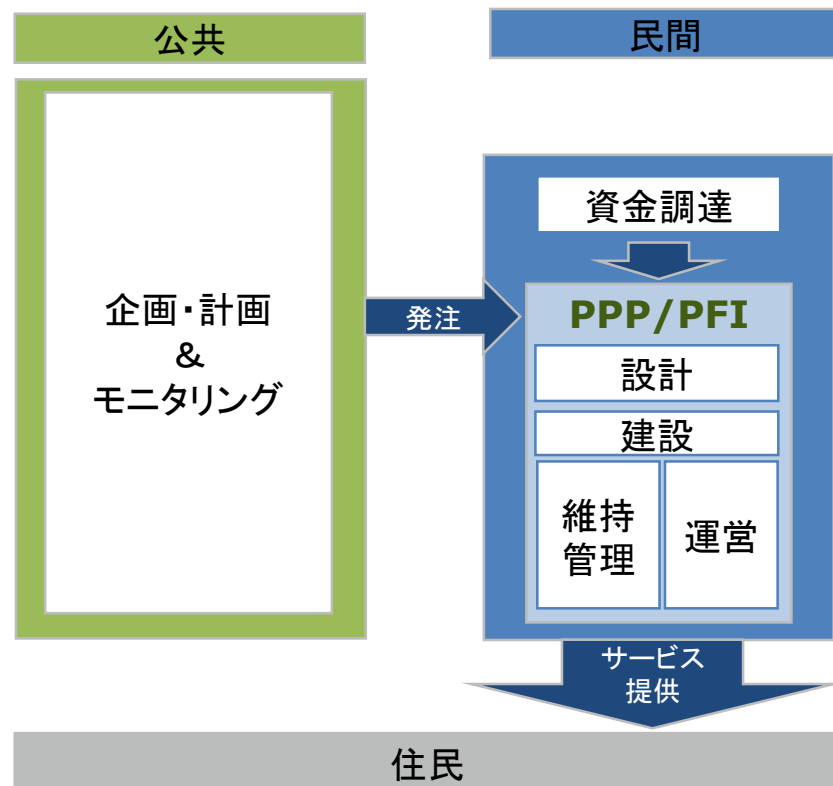 公共
民間
企画・計画
&
モニタリング
発注
資金調達
PPP/PFI
設計
建設
維持
管理
運営
サービス
提供
住民